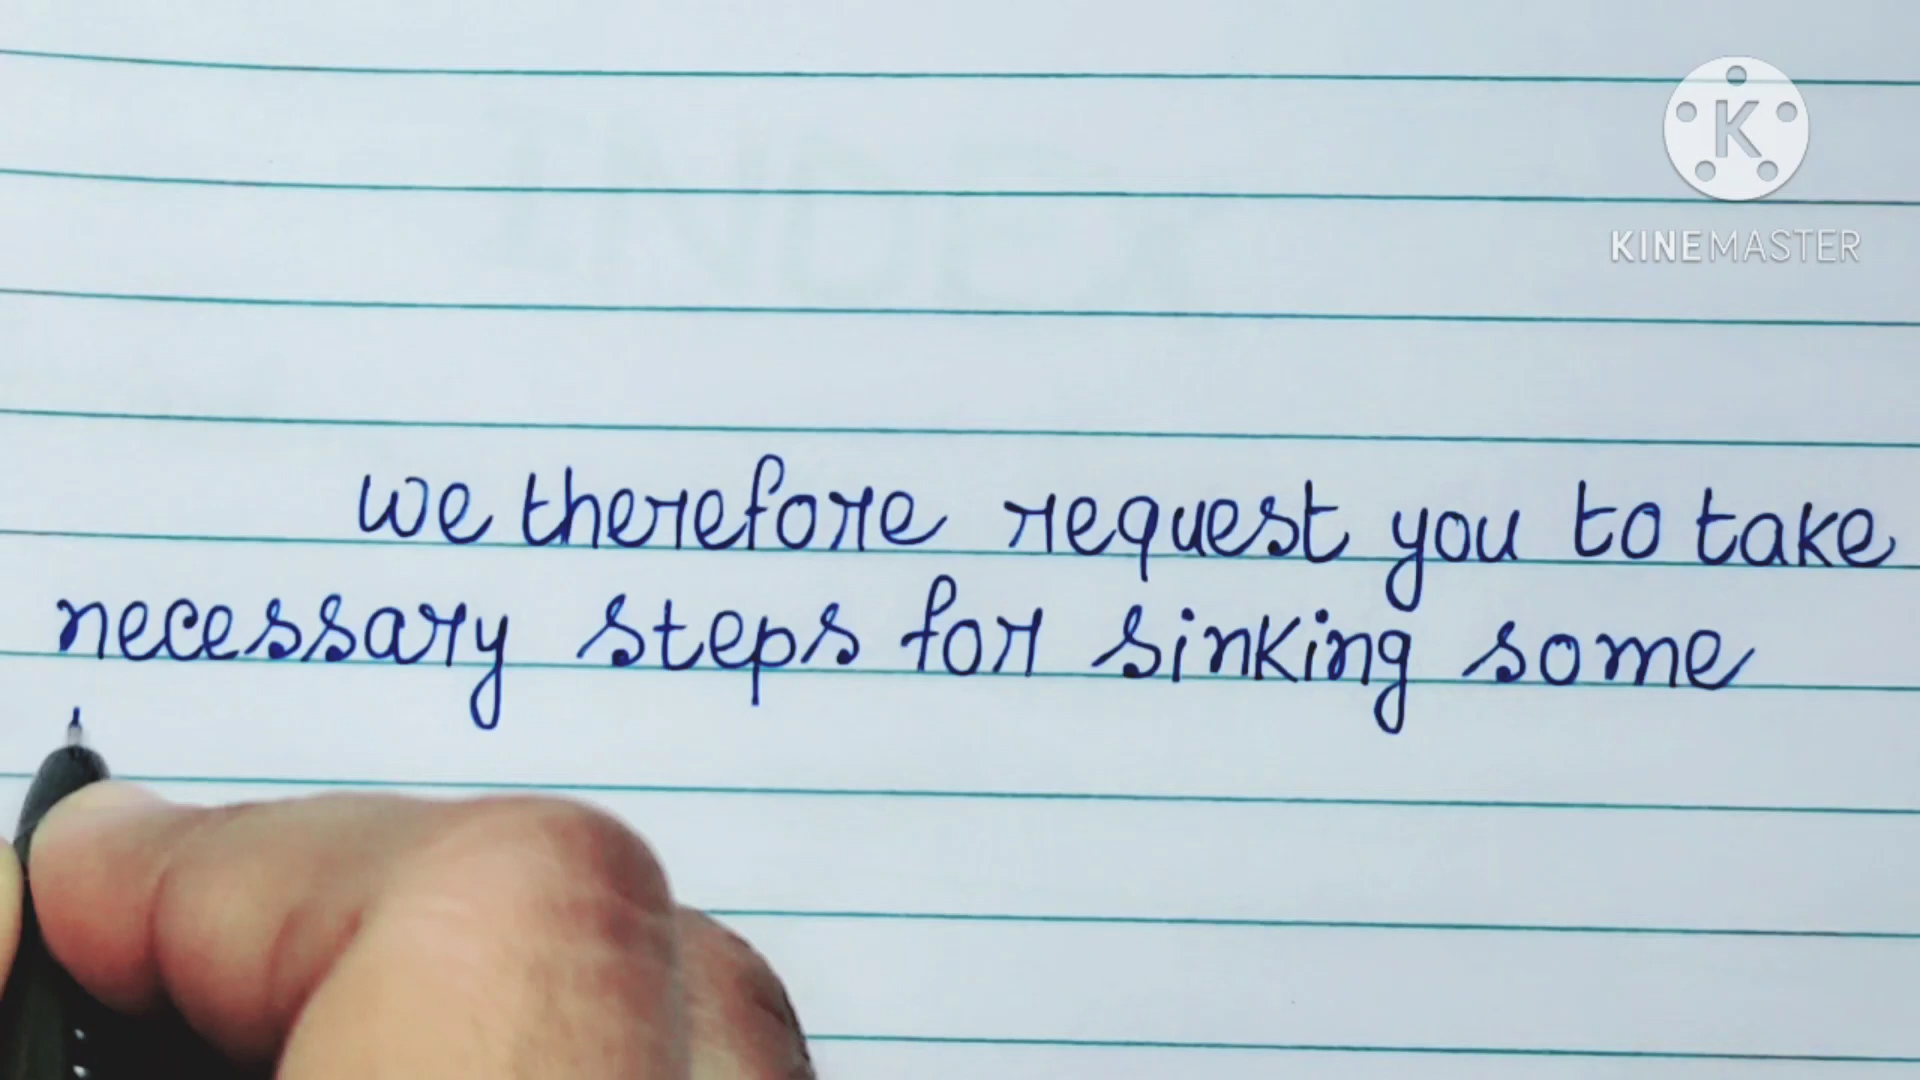 K
KINEMASTER
we therefore request you to take
necessary steps for sinking some